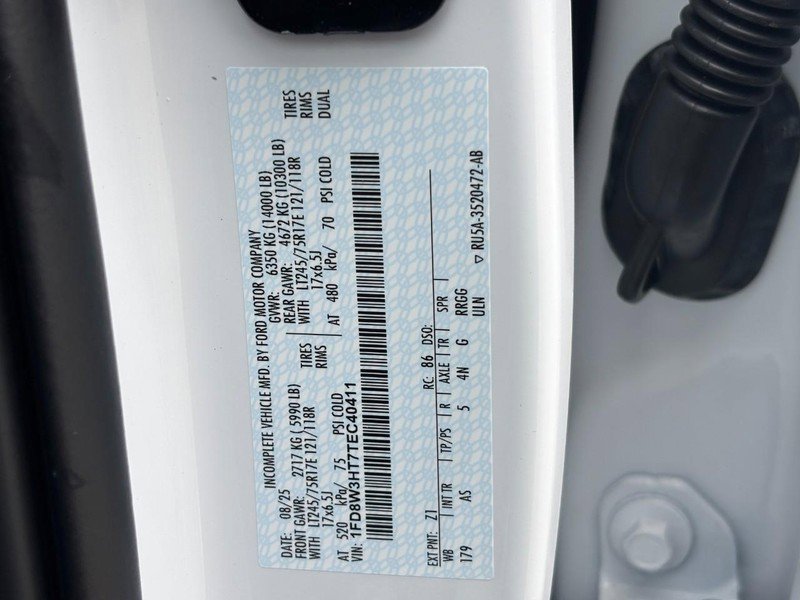 INCOMPLETE VEHICLE MFD. BY FORD MOTOR COMPANY
DATE: 08/25 GVWR: 6350 KG (14000 LB)
FRONT GAWR: 2717 KG (5990 LB) REAR GAWR: 4672 KG (10300 LB)
WITH LT245/75R17E 121/118R TIRES WITH LT245/75R17E 121/118R TIRES
17x6.5J RIMS 17x6.5J RIMS
AT 520 kPa/ 75 PSI COLD AT 480 kPa/ 70 PSI COLD DUAL
VIN: 1FD8W3HT7TEC40411
EXT PNT: Z1 RC: 86 DSO:
WB INT TR TP/PS R AXLE TR SPR
179 AS 5 4N G RRGG
ULN ▽ RU5A-3520472-AB